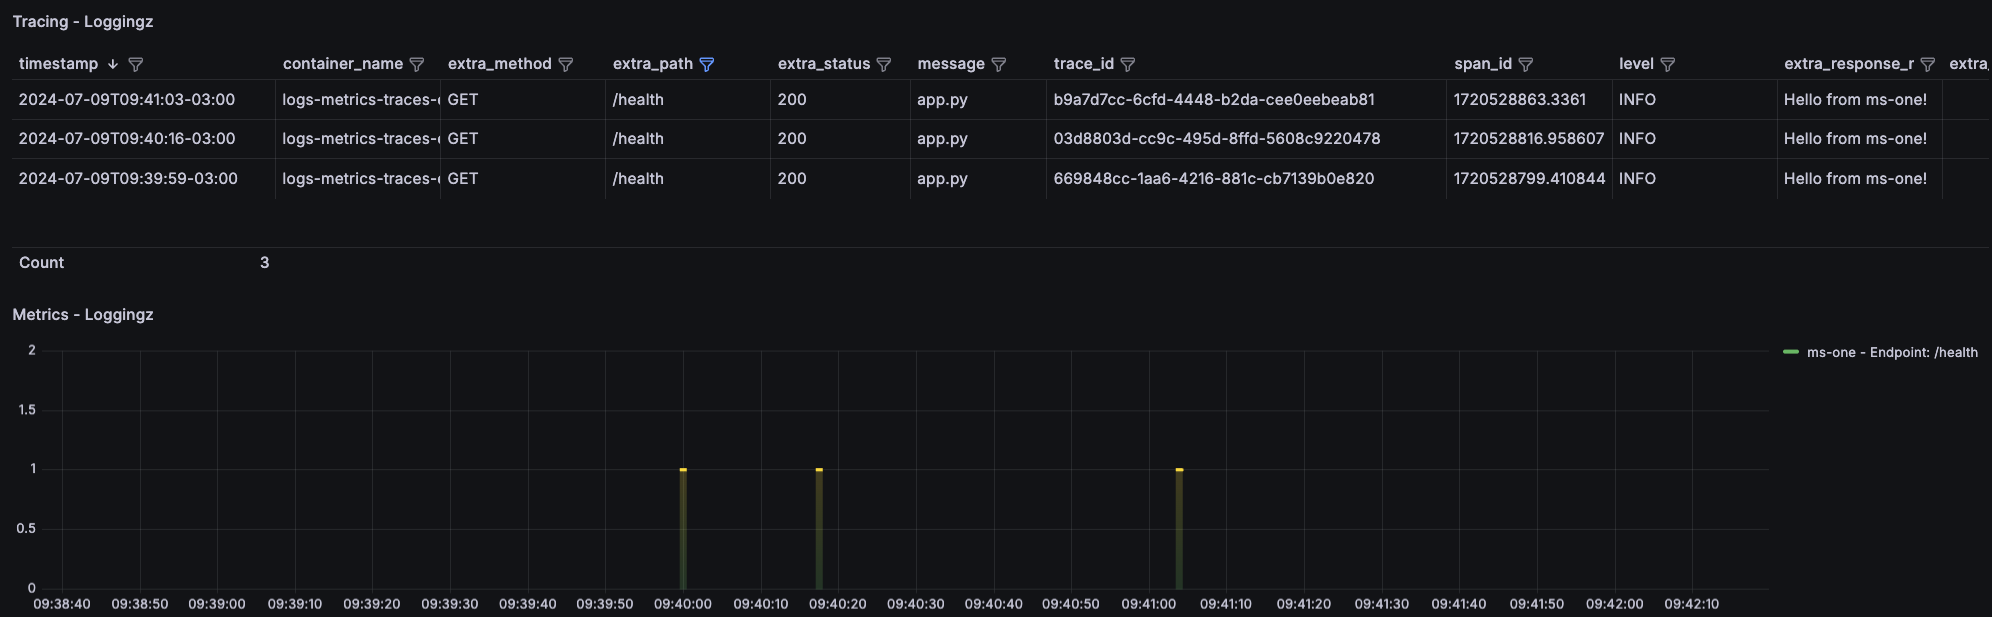 Tracing - Loggingz
timestamp container_name extra_method extra_path extra_status message trace_id span_id level extra_response_r extra_
2024-07-09T09:41:03-03:00 logs-metrics-traces- GET /health 200 app.py b9a7d7cc-6cfd-4448-b2da-cee0eebeab81 1720528863.3361 INFO Hello from ms-one!
2024-07-09T09:40:16-03:00 logs-metrics-traces- GET /health 200 app.py 03d8803d-cc9c-495d-8ffd-5608c9220478 1720528816.958607 INFO Hello from ms-one!
2024-07-09T09:39:59-03:00 logs-metrics-traces- GET /health 200 app.py 669848cc-1aa6-4216-881c-cb7139b0e820 1720528799.410844 INFO Hello from ms-one!
Count 3
Metrics - Loggingz
2
ms-one - Endpoint: /health
1.5
1
0.5
0
09:38:40 09:38:50 09:39:00 09:39:10 09:39:20 09:39:30 09:39:40 09:39:50 09:40:00 09:40:10 09:40:20 09:40:30 09:40:40 09:40:50 09:41:00 09:41:10 09:41:20 09:41:30 09:41:40 09:41:50 09:42:00 09:42:10